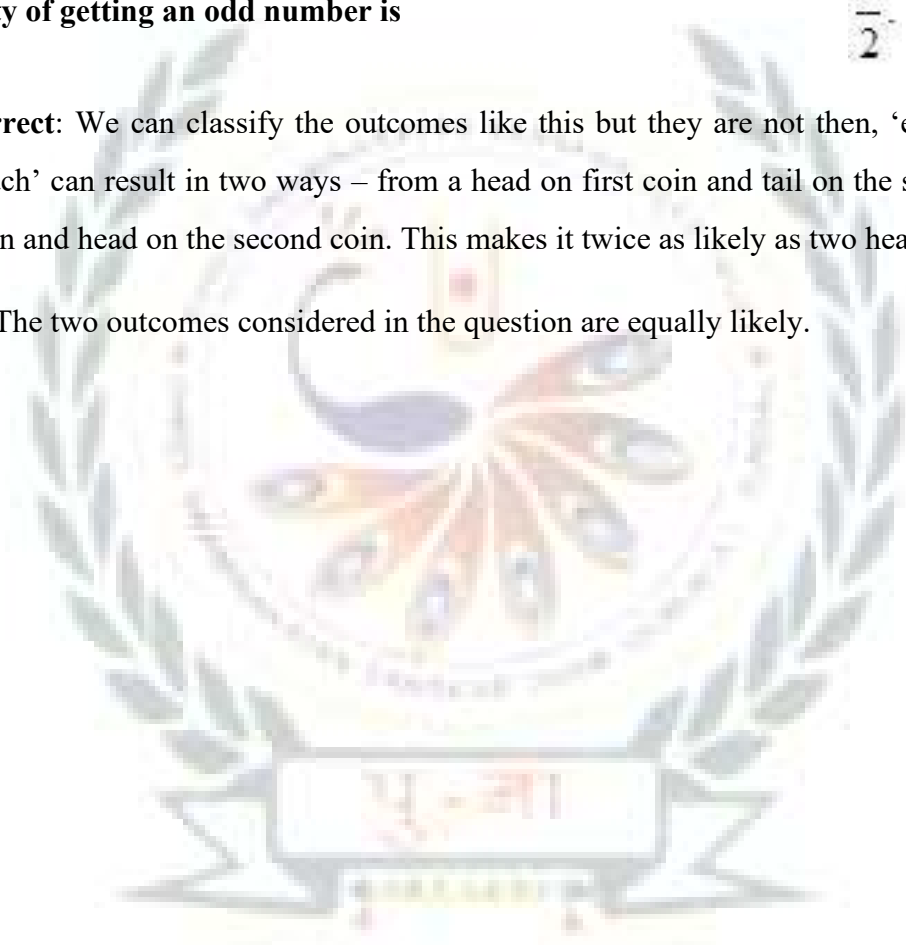 ty of getting an odd number is
2
rrect: We can classify the outcomes like this but they are not then, ‘e
ch’ can result in two ways – from a head on first coin and tail on the s
n and head on the second coin. This makes it twice as likely as two hea
The two outcomes considered in the question are equally likely.